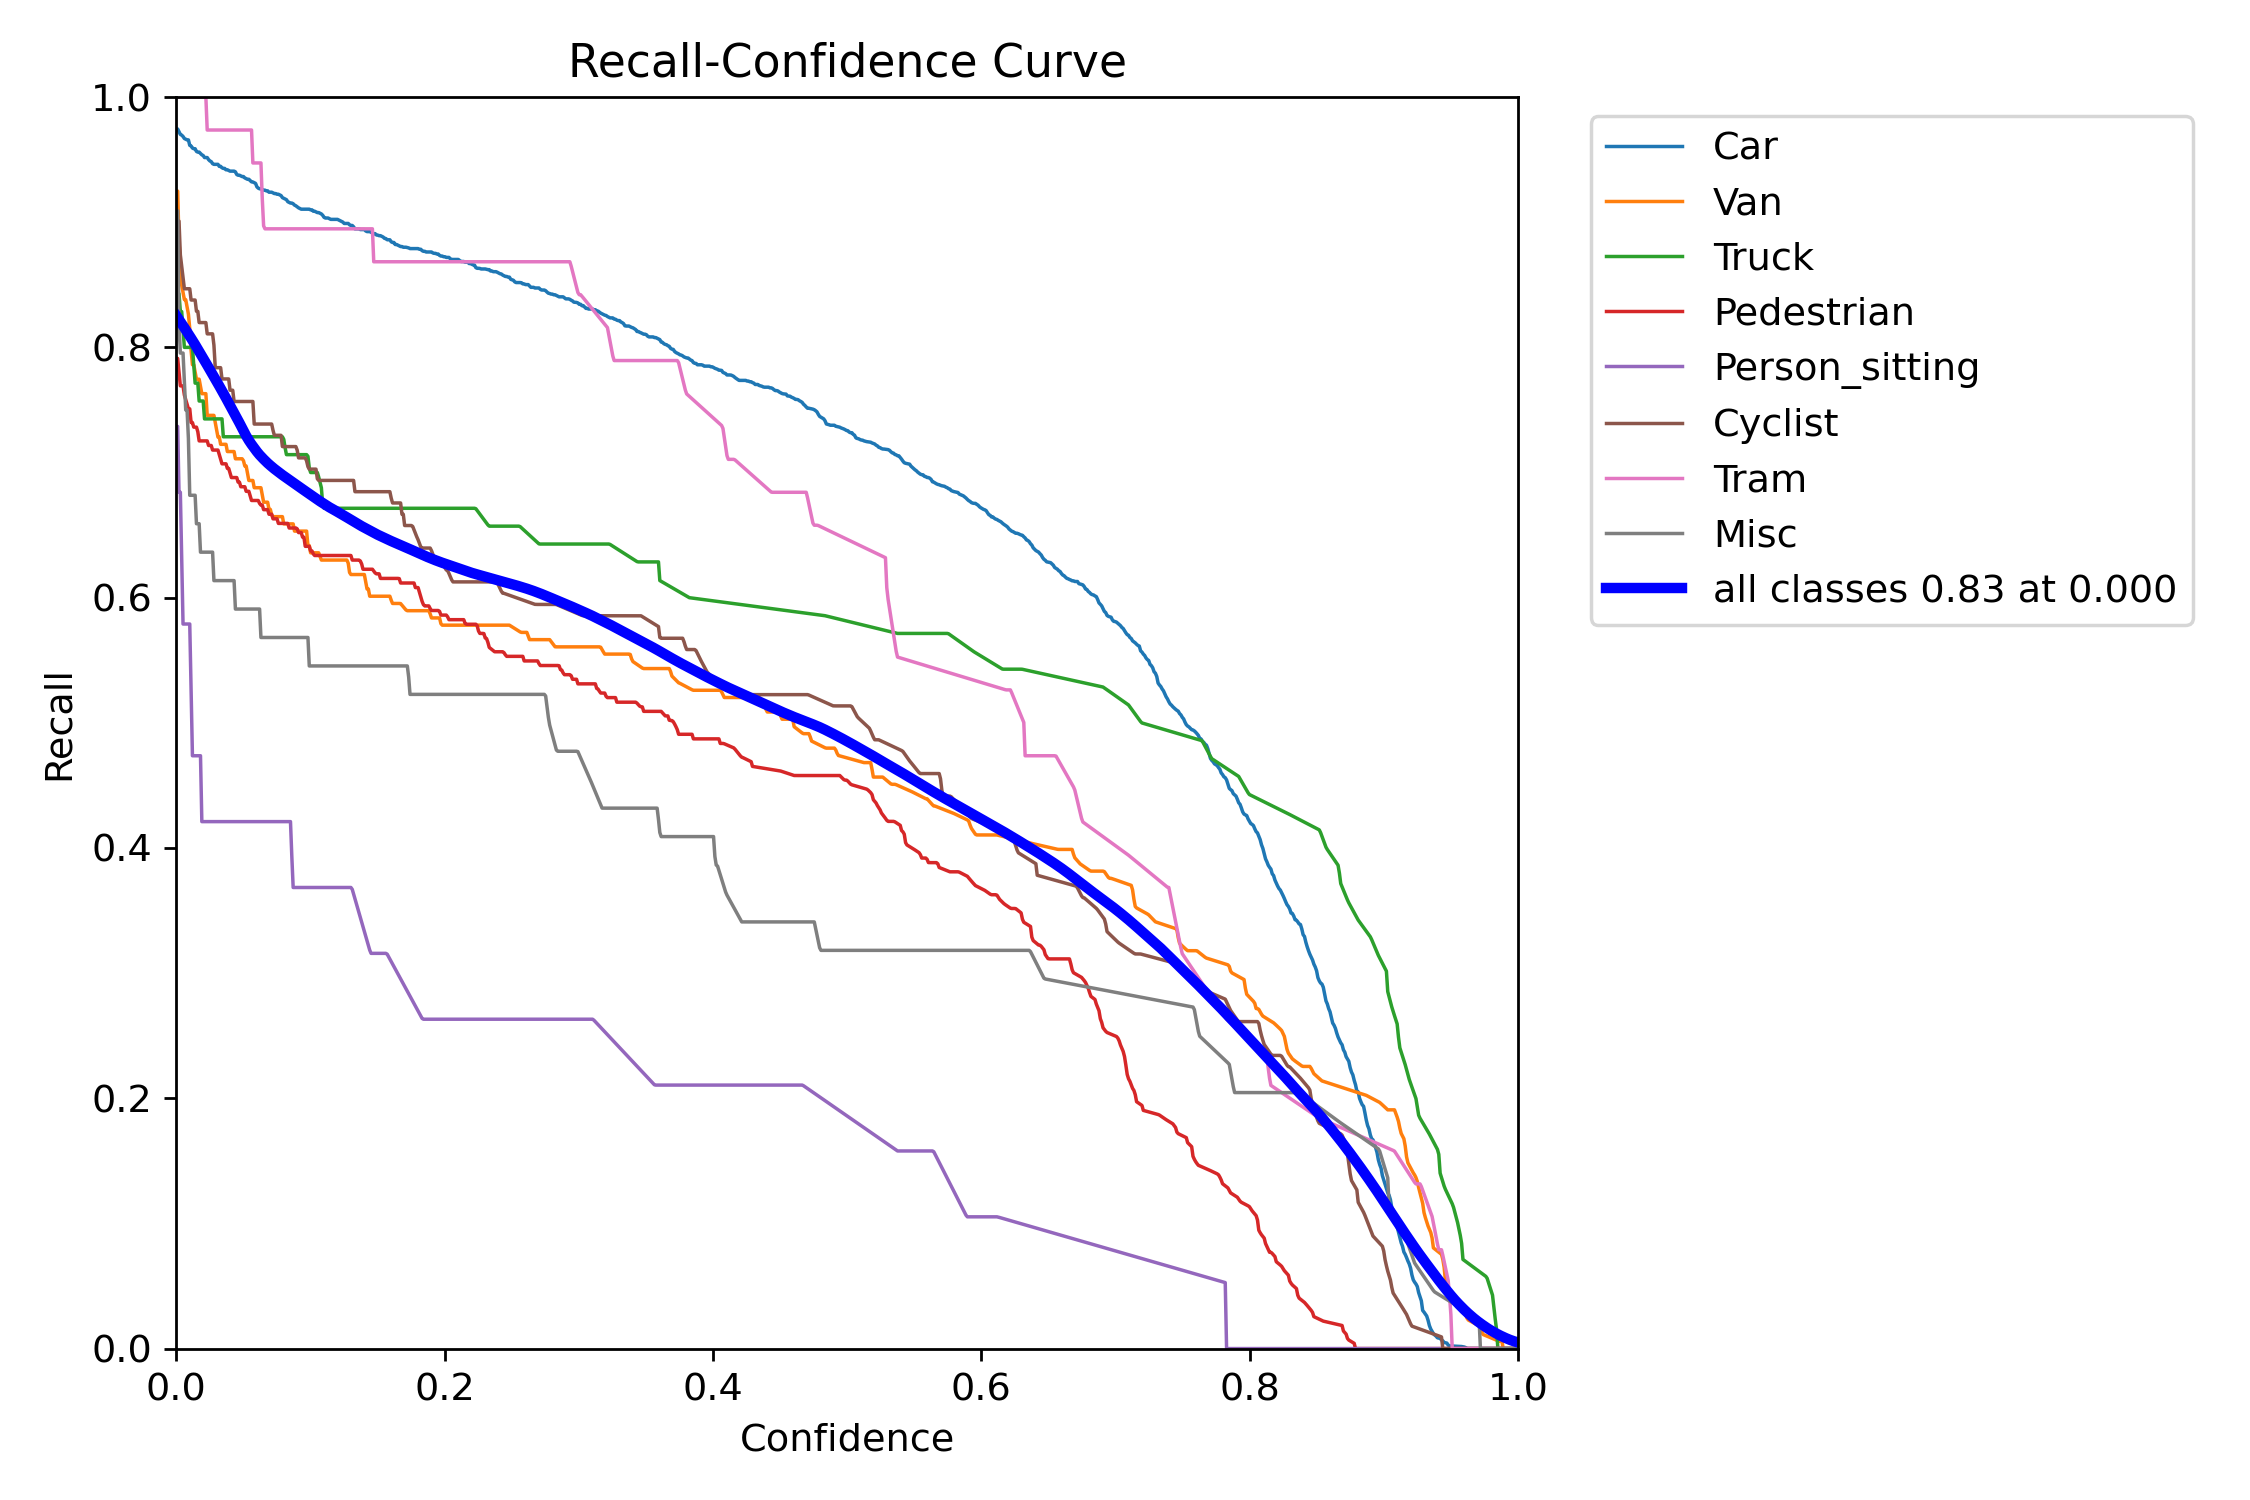 Recall-Confidence Curve
1.0
0.8
0.6
0.4
0.2
0.0
Recall
0.0 0.2 0.4 0.6 0.8 1.0
Confidence
Car
Van
Truck
Pedestrian
Person_sitting
Cyclist
Tram
Misc
all classes 0.83 at 0.000